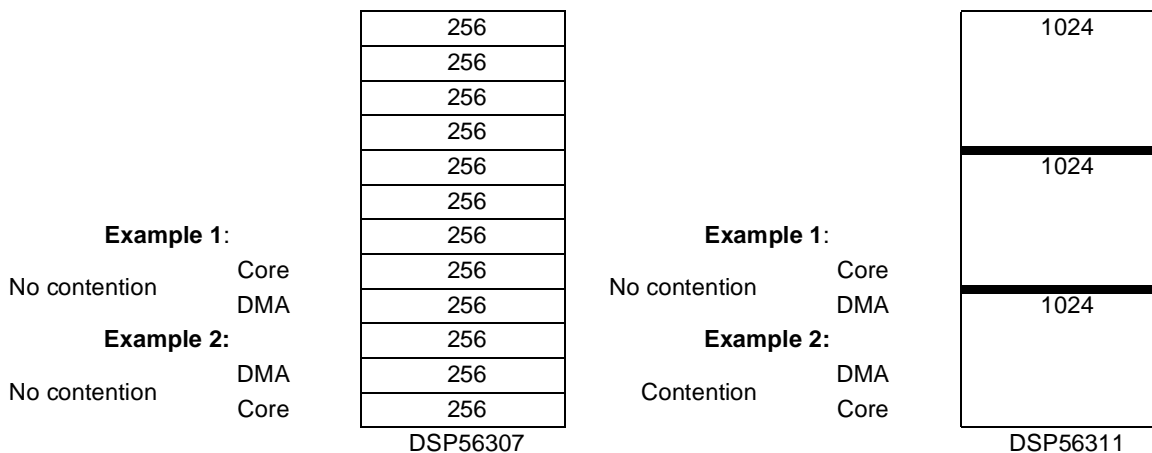 256 1024
256
256
256
256 1024
256
Example 1: 256 Example 1:
Core 256 Core
No contention No contention
DMA 256 DMA 1024
Example 2: 256 Example 2:
DMA 256 DMA
No contention Contention
Core 256 Core
DSP56307 DSP56311